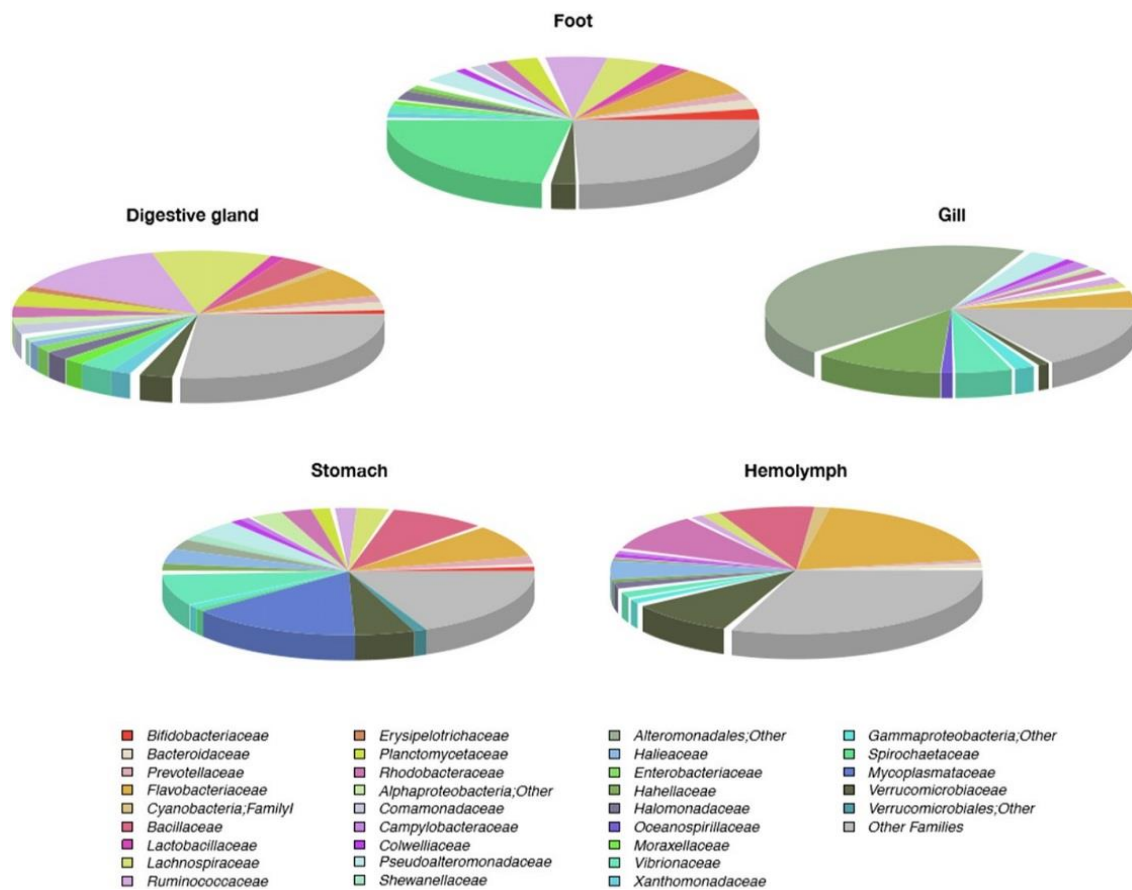 Foot
Digestive gland
Gill
Stomach
Hemolymph
Bifidobacteriaceae
Bacteroidaceae
Prevotellaceae
Flavobacteriaceae
Cyanobacteria;FamilyI
Bacillaceae
Lactobacillaceae
Lachnospiraceae
Ruminococcaceae
Erysipelotrichaceae
Planctomycetaceae
Rhodobacteraceae
Alphaproteobacteria;Other
Comamonadaceae
Campylobacteraceae
Colwelliaceae
Pseudoalteromonadaceae
Shewanellaceae
Alteromonadales;Other
Halieaceae
Enterobacteriaceae
Hahellaceae
Halomonadaceae
Oceanospirillaceae
Moraxellaceae
Vibrionaceae
Xanthomonadaceae
Gammaproteobacteria;Other
Spirochaetaceae
Mycoplasmataceae
Verrucomicrobiaceae
Verrucomicrobiales;Other
Other Families